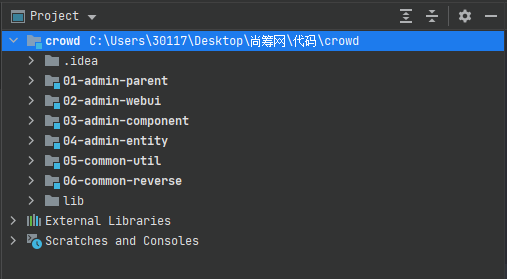 Project
crowd C:\Users\30117\Desktop\尚筹网\代码\crowd
.idea
01-admin-parent
02-admin-webui
03-admin-component
04-admin-entity
05-common-util
06-common-reverse
lib
External Libraries
Scratches and Consoles